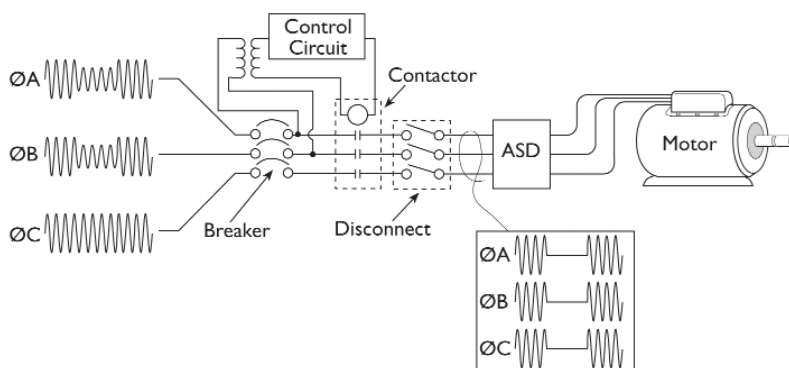 Control
Circuit
Contactor
ØA
ØB
ASD
Motor
ØC
Breaker
Disconnect
ØA
ØB
ØC